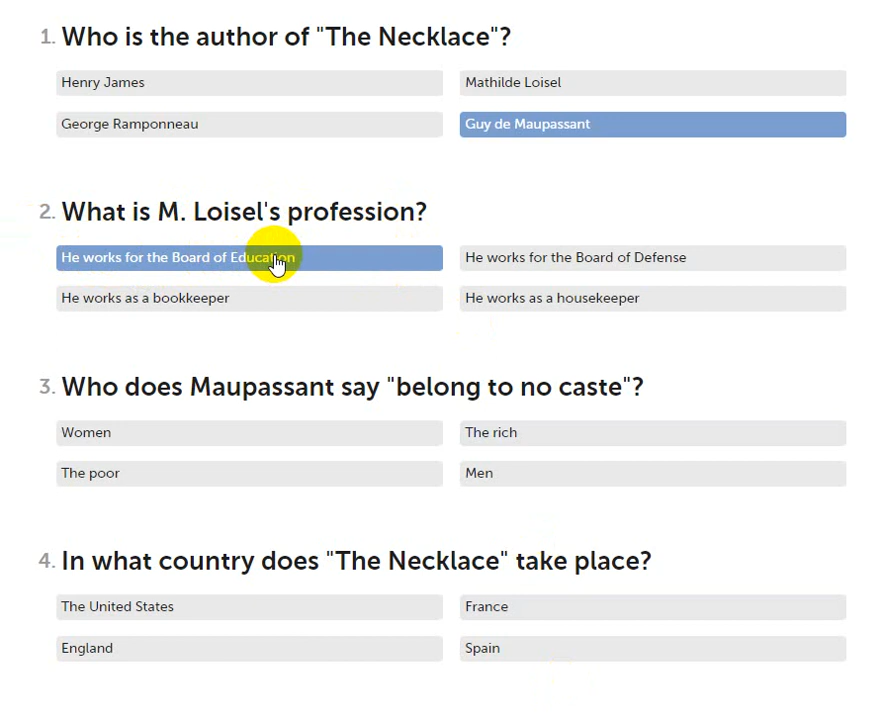 1. Who is the author of "The Necklace"?
Henry James
Mathilde Loisel
George Ramponneau
Guy de Maupassant
2. What is M. Loisel's profession?
He works for the Board of Education
He works for the Board of Defense
He works as a bookkeeper
He works as a housekeeper
3. Who does Maupassant say "belong to no caste"?
Women
The rich
The poor
Men
4. In what country does "The Necklace" take place?
The United States
France
England
Spain